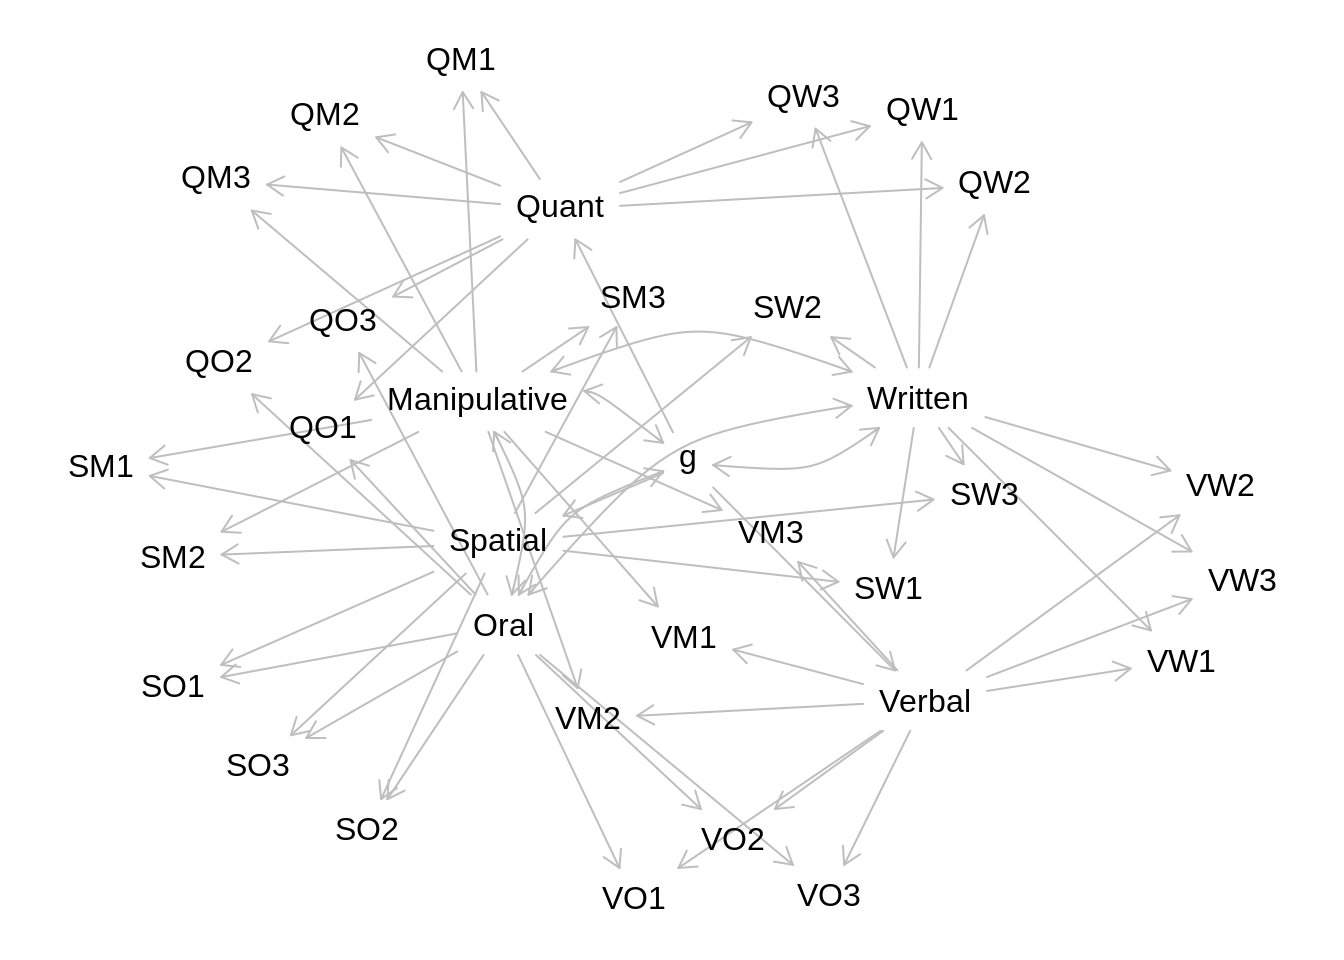 QM1
QW3
QW1
QM2
QM3
QW2
Quant
SM3
SW2
QO3
QO2
Manipulative
Written
QO1
g
SM1
VW2
SW3
VM3
Spatial
SM2
VW3
SW1
Oral
VM1
VW1
SO1
Verbal
VM2
SO3
SO2
VO2
VO3
VO1